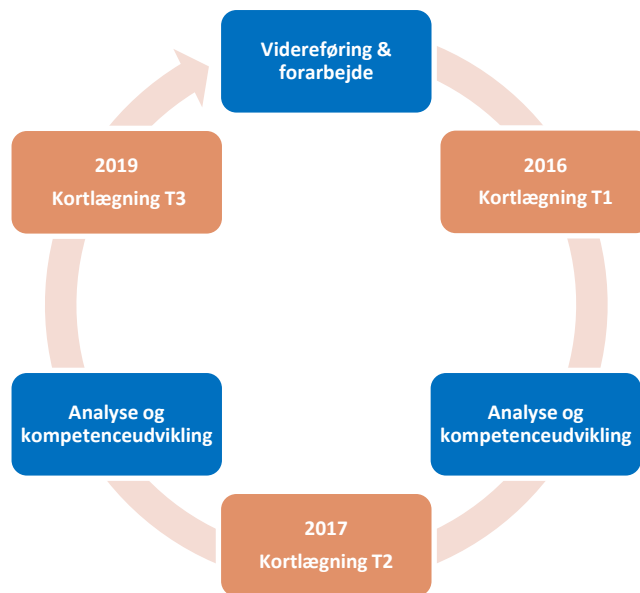 Videreføring &
forarbejde
2016
Kortlægning T1
Analyse og
kompetenceudvikling
2017
Kortlægning T2
Analyse og
kompetenceudvikling
2019
Kortlægning T3